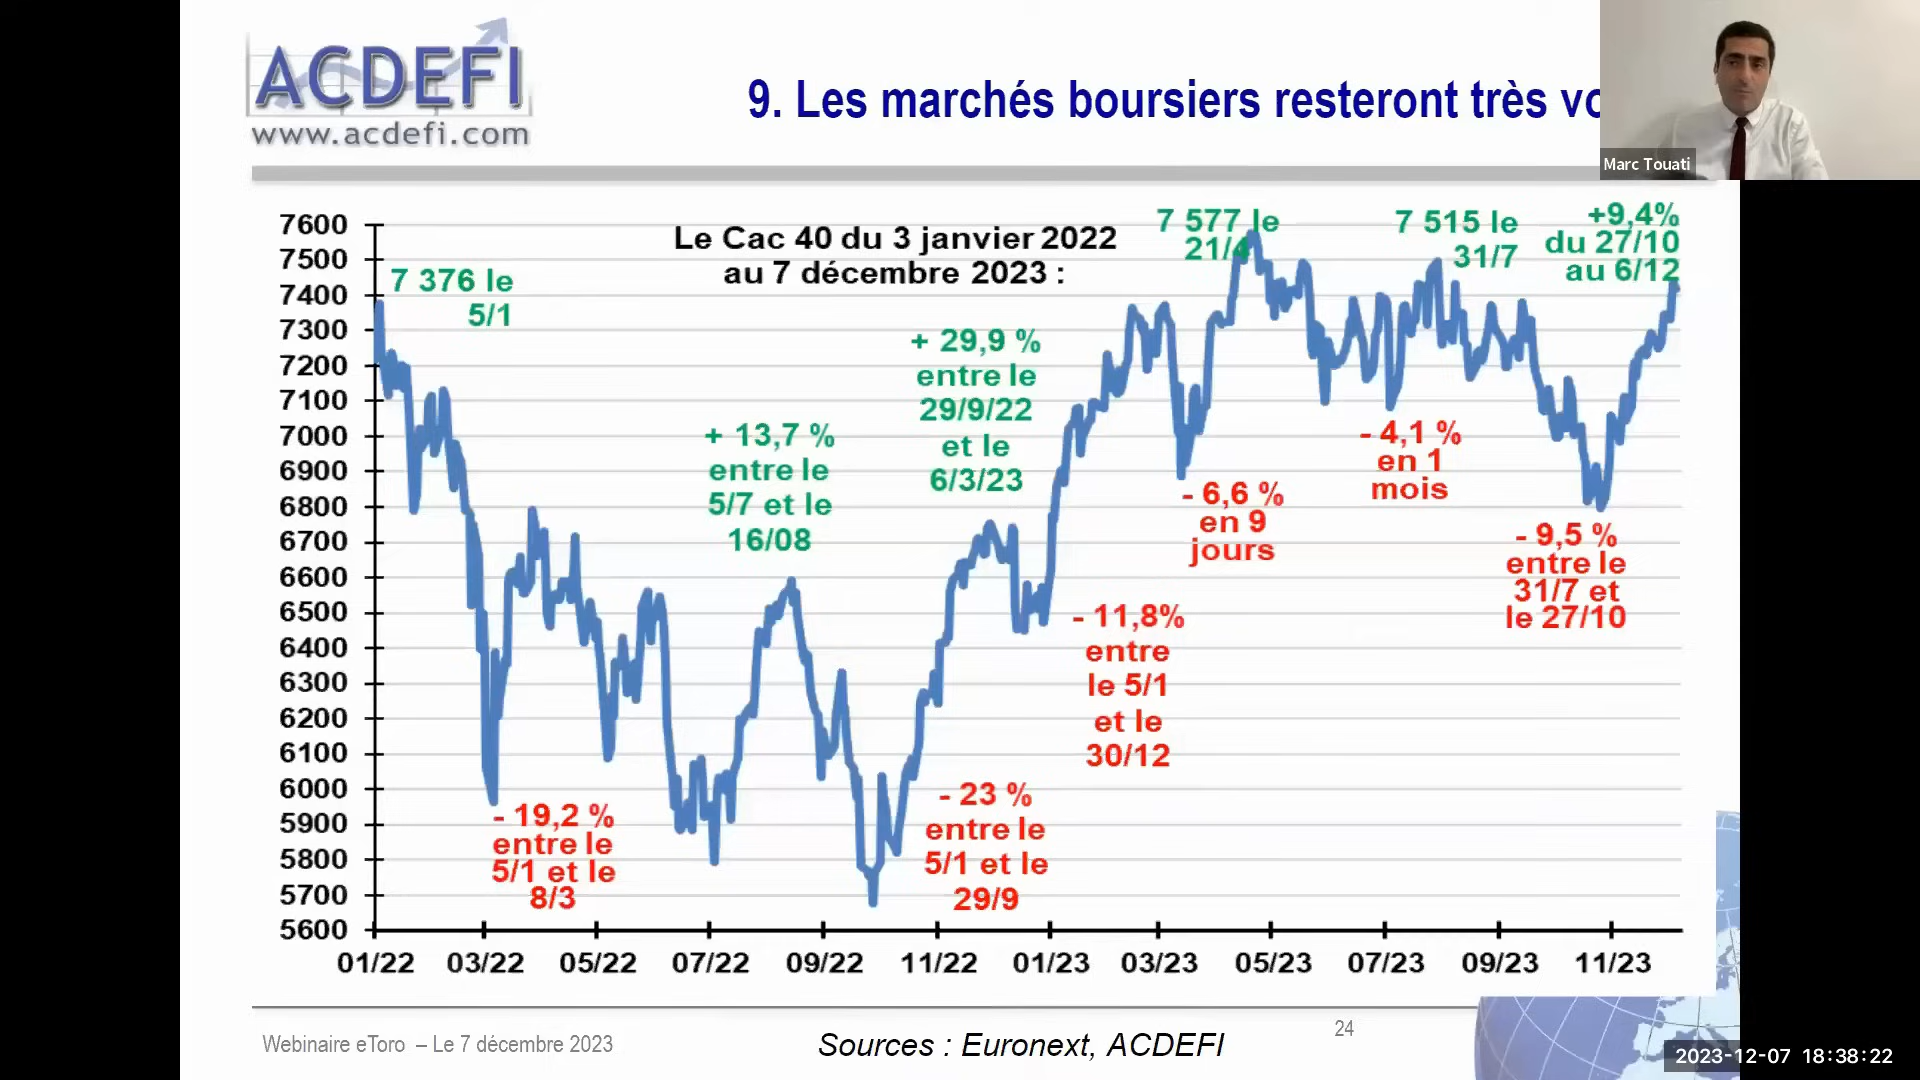 ACDEFI
www.acdefi.com
9. Les marchés boursiers resteront très vo
Marc Touati
Le Cac 40 du 3 janvier 2022
au 7 décembre 2023 :
7600
7500
7400
7300
7200
7100
7000
6900
6800
6700
6600
6500
6400
6300
6200
6100
6000
5900
5800
5700
5600
7 376 le
5/1
- 19,2 %
entre le
5/1 et le
8/3
+ 13,7 %
entre le
5/7 et le
16/08
+ 29,9 %
entre le
29/9/22
et le
6/3/23
- 23 %
entre le
5/1 et le
29/9
- 11,8%
entre
le 5/1
et le
30/12
7 577 le
21/4
- 6,6 %
en 9
jours
7 515 le
31/7
- 4,1 %
en 1
mois
+9,4%
du 27/10
au 6/12
- 9,5 %
entre le
31/7 et
le 27/10
01/22 03/22 05/22 07/22 09/22 11/22 01/23 03/23 05/23 07/23 09/23 11/23
Webinaire eToro – Le 7 décembre 2023
Sources : Euronext, ACDEFI
24
2023-12-07 18:38:22